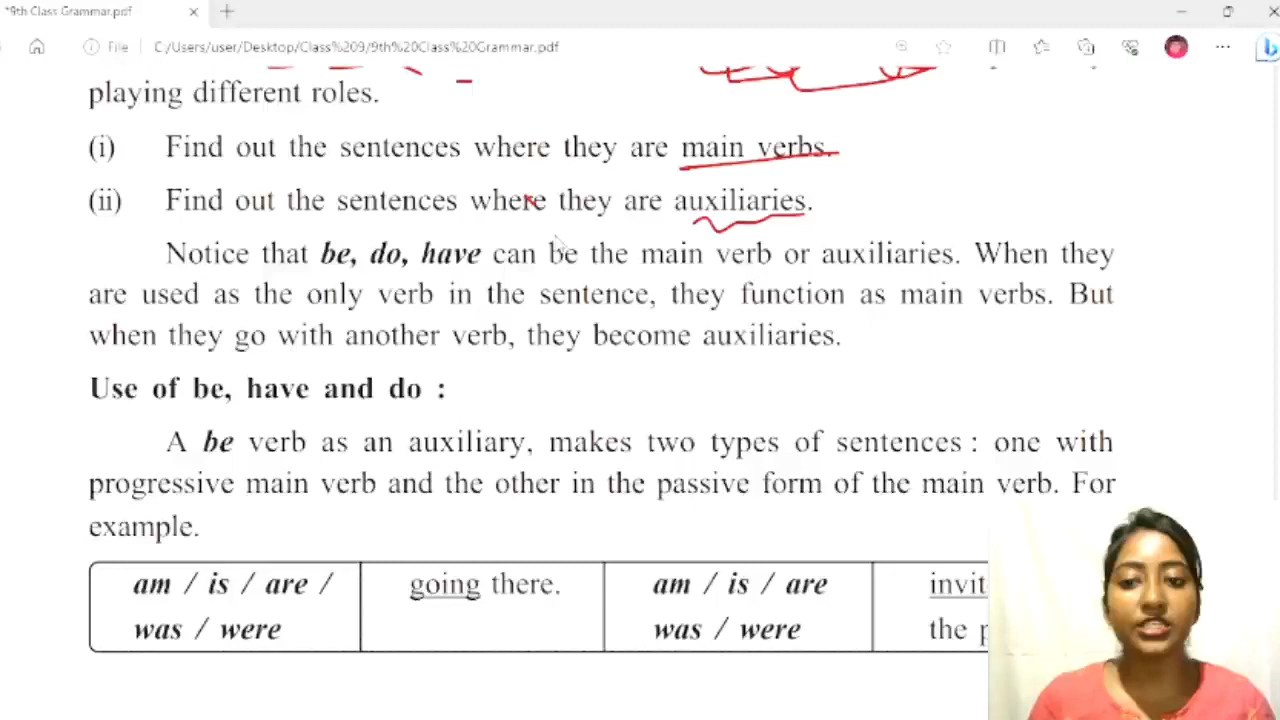 *9th Class Grammar.pdf
File C:/Users/user/Desktop/Class%209/9th%20Class%20Grammar.pdf
playing different roles.
(i) Find out the sentences where they are main verbs.
(ii) Find out the sentences where they are auxiliaries.
Notice that be, do, have can be the main verb or auxiliaries. When they
are used as the only verb in the sentence, they function as main verbs. But
when they go with another verb, they become auxiliaries.
Use of be, have and do :
A be verb as an auxiliary, makes two types of sentences : one with
progressive main verb and the other in the passive form of the main verb. For
example.
am / is / are / going there. am / is / are invit
was / were was / were the p